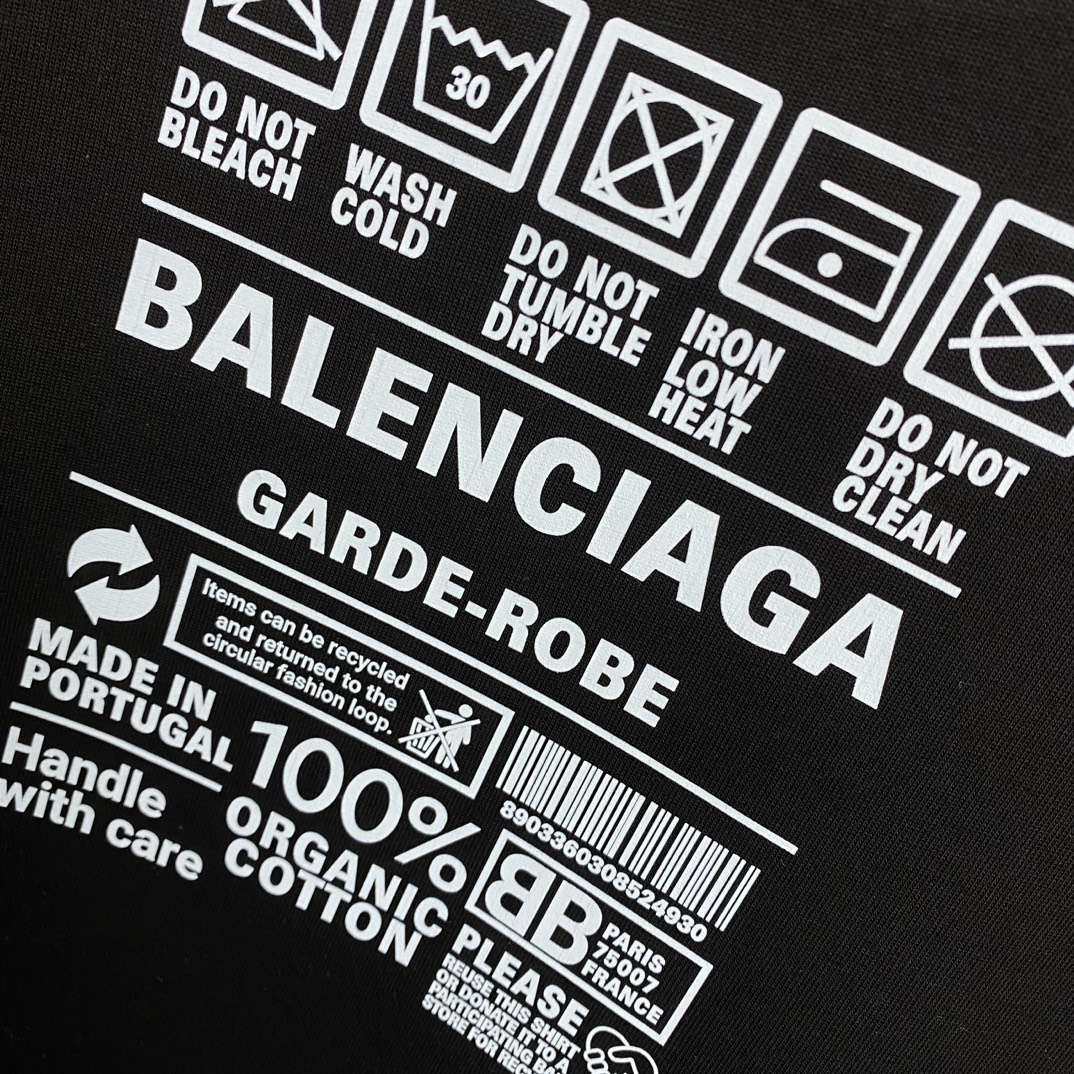 30
DO NOT
BLEACH
WASH
COLD
DO NOT
TUMBLE
DRY
IRON
LOW
HEAT
DO NOT
DRY
CLEAN
BALENCIAGA
GARDE-ROBE
Items can be recycled
and returned to the
circular fashion loop.
MADE IN
PORTUGAL
Handle
with care
100%
ORGANIC
COTTON
8903360308524930
BB
PARIS
75007
FRANCE
PLEASE
REUSE THIS SHIRT
OR DONATE IT TO A
PARTICIPATING
STORE FOR